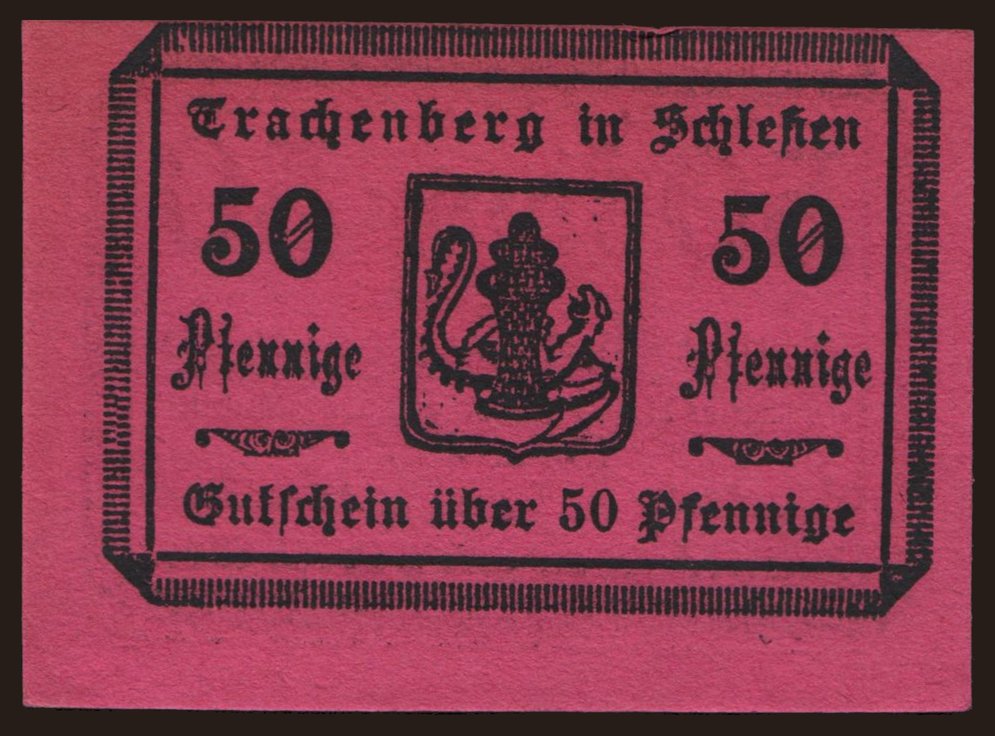 Trachenberg in Schlesien
50 50
Pfennige Pfennige
Gutschein über 50 Pfennige